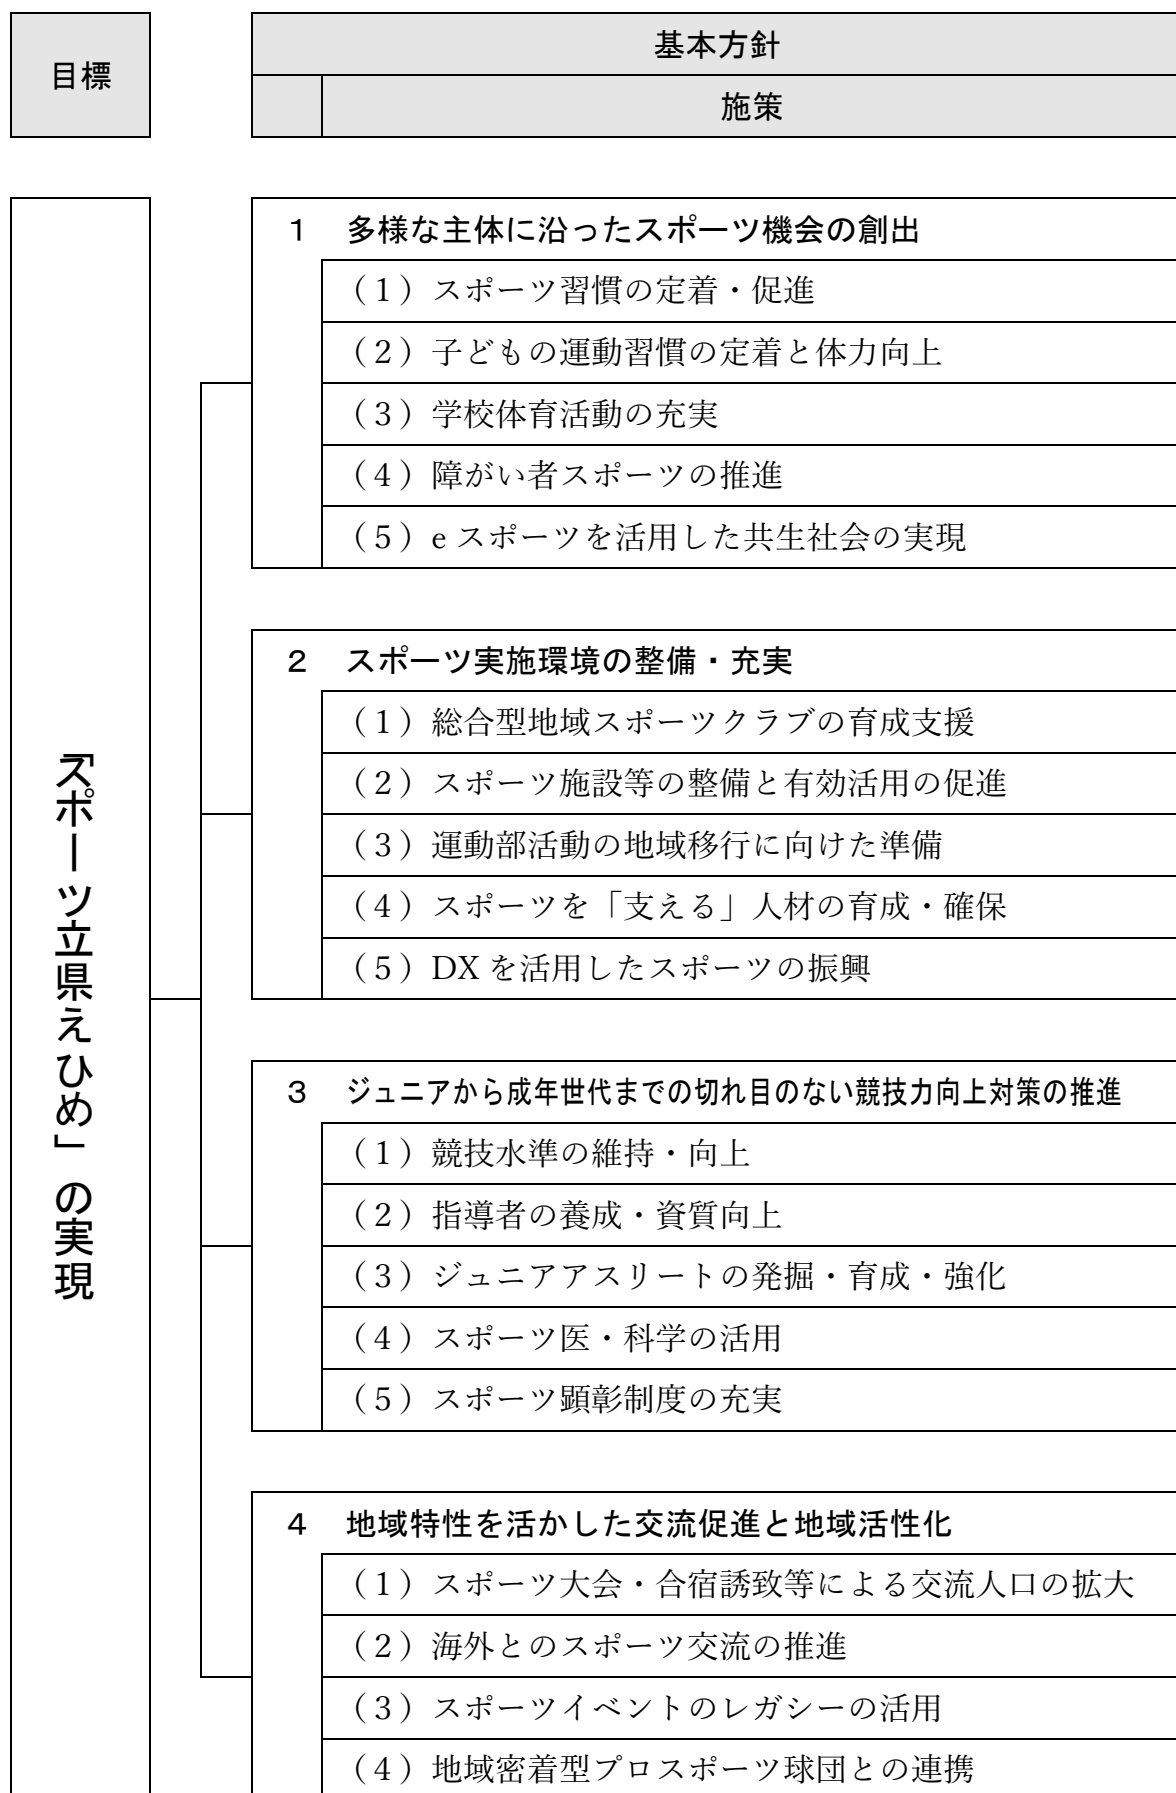 目標
基本方針
施策
「スポーツ立県えひめ」の実現
1 多様な主体に沿ったスポーツ機会の創出
（1）スポーツ習慣の定着・促進
（2）子どもの運動習慣の定着と体力向上
（3）学校体育活動の充実
（4）障がい者スポーツの推進
（5）e スポーツを活用した共生社会の実現
2 スポーツ実施環境の整備・充実
（1）総合型地域スポーツクラブの育成支援
（2）スポーツ施設等の整備と有効活用の促進
（3）運動部活動の地域移行に向けた準備
（4）スポーツを「支える」人材の育成・確保
（5）DX を活用したスポーツの振興
3 ジュニアから成年世代までの切れ目のない競技力向上対策の推進
（1）競技水準の維持・向上
（2）指導者の養成・資質向上
（3）ジュニアアスリートの発掘・育成・強化
（4）スポーツ医・科学の活用
（5）スポーツ顕彰制度の充実
4 地域特性を活かした交流促進と地域活性化
（1）スポーツ大会・合宿誘致等による交流人口の拡大
（2）海外とのスポーツ交流の推進
（3）スポーツイベントのレガシーの活用
（4）地域密着型プロスポーツ球団との連携